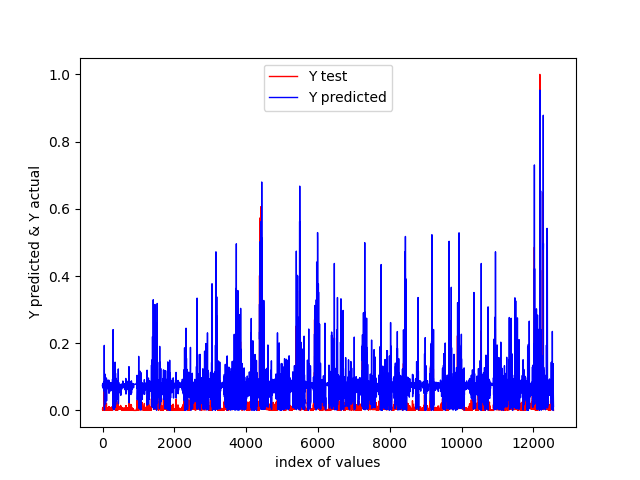 Y test
Y predicted
Y predicted & Y actual
1.0
0.8
0.6
0.4
0.2
0.0
0 2000 4000 6000 8000 10000 12000
index of values